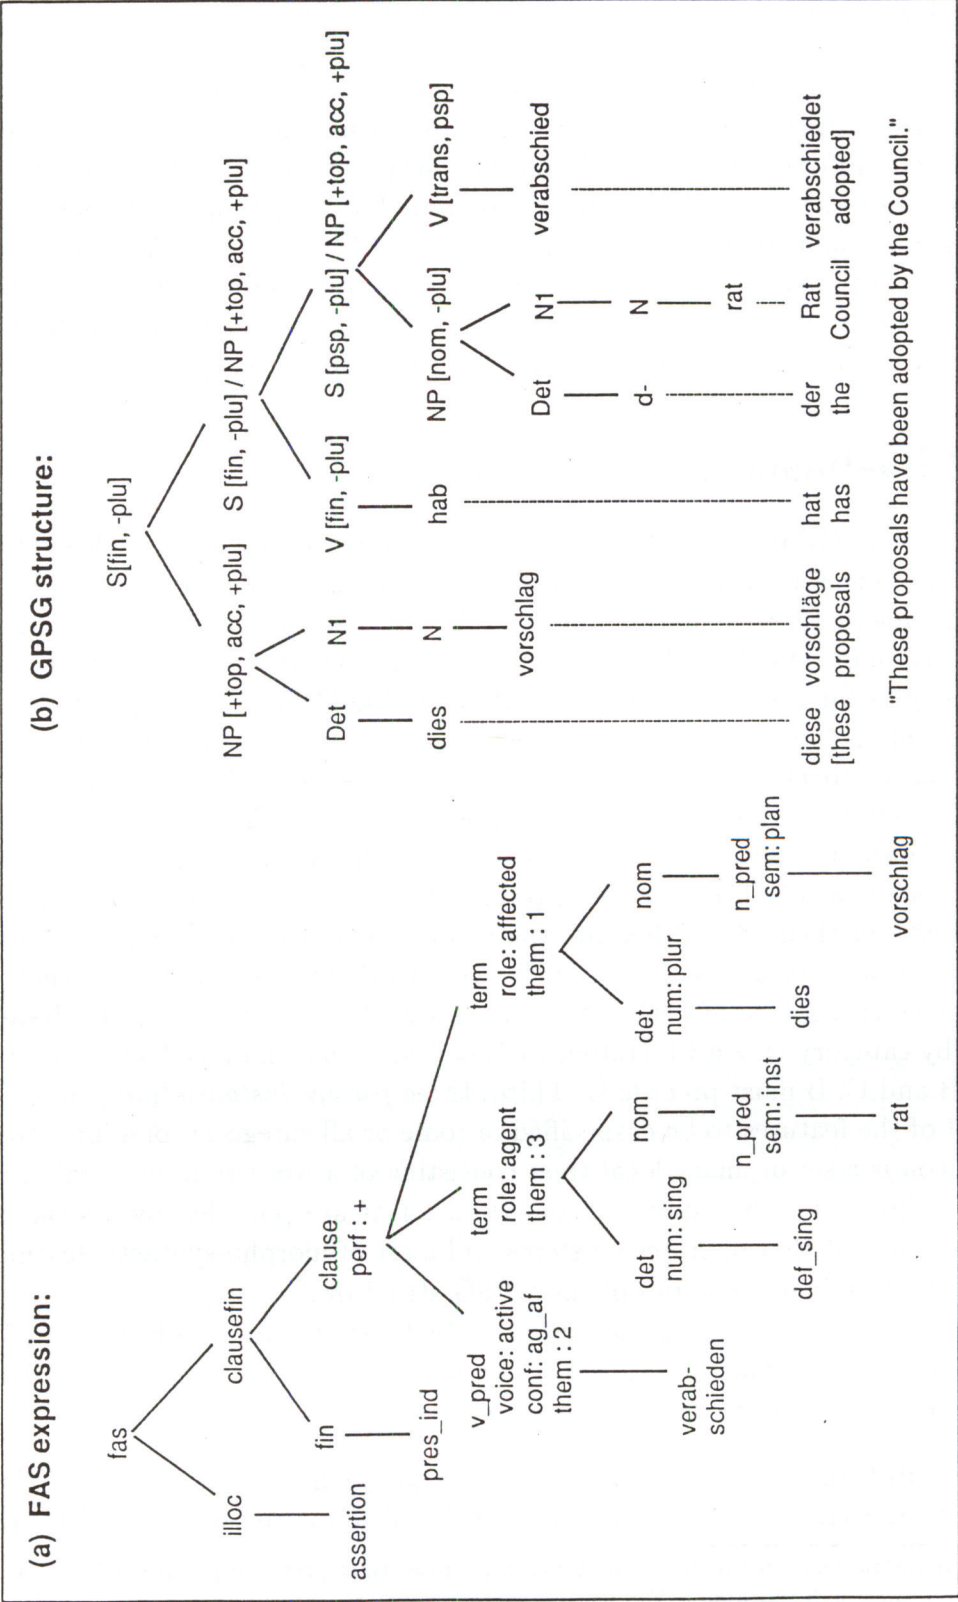 (a) FAS expression:
fas
illoc clausefin
assertion fin clause
perf : +
pres_ind
v_pred
voice: active
conf: ag_af
them : 2
term
role: agent
them : 3
term
role: affected
them : 1
verab-
schieden
det
num: sing
nom
det
num: plur
nom
def_sing
n_pred
sem: inst
dies
n_pred
sem: plan
rat
vorschlag
(b) GPSG structure:
S[fin, -plu]
NP [+top, acc, +plu] S [fin, -plu] / NP [+top, acc, +plu]
Det N1 V [fin, -plu] S [psp, -plu] / NP [+top, acc, +plu]
dies N hab NP [nom, -plu] V [trans, psp]
vorschlag Det N1 verabschied
d- N
rat
diese vorschläge hat der Rat verabschiedet
[these proposals has the Council adopted]
"These proposals have been adopted by the Council."